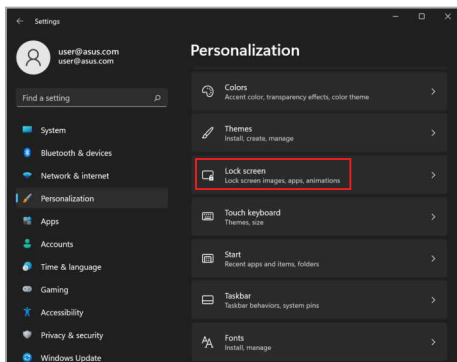 Settings
user@asus.com
user@asus.com
Find a setting
System
Bluetooth & devices
Network & internet
Personalization
Apps
Accounts
Time & language
Gaming
Accessibility
Privacy & security
Windows Update
Personalization
Colors
Accent color, transparency effects, color theme
Themes
Install, create, manage
Lock screen
Lock screen images, apps, animations
Touch keyboard
Themes, size
Start
Recent apps and items, folders
Taskbar
Taskbar behaviors, system pins
Fonts
Install, manage